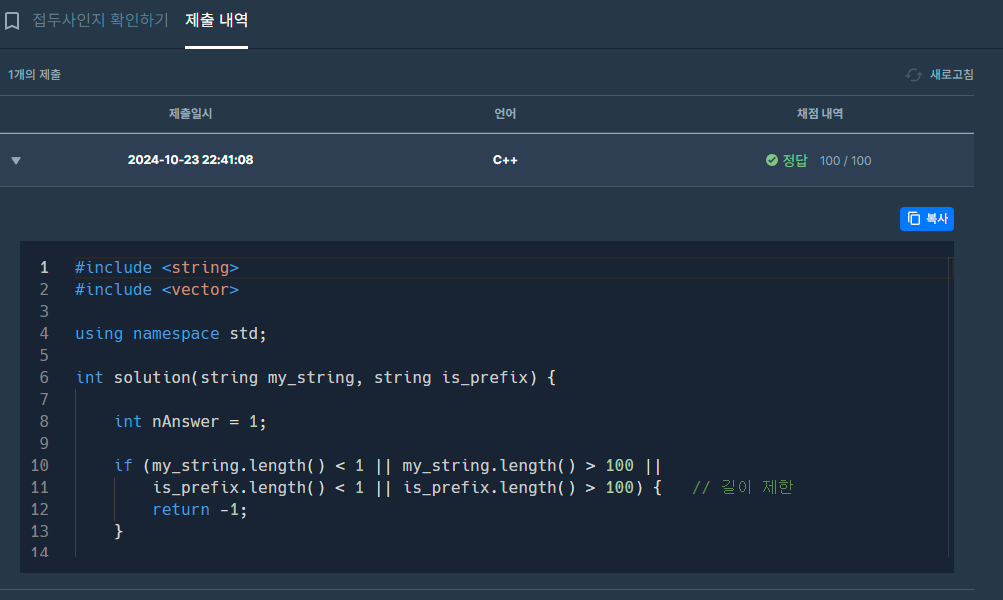 접두사인지 확인하기 제출 내역
1개의 제출 새로고침
제출일시 언어 채점 내역
2024-10-23 22:41:08 C++ 정답 100 / 100
복사
1 #include <string>
2 #include <vector>
3
4 using namespace std;
5
6 int solution(string my_string, string is_prefix) {
7
8 int nAnswer = 1;
9
10 if (my_string.length() < 1 || my_string.length() > 100 ||
11 is_prefix.length() < 1 || is_prefix.length() > 100) { // 길이 제한
12 return -1;
13 }
14